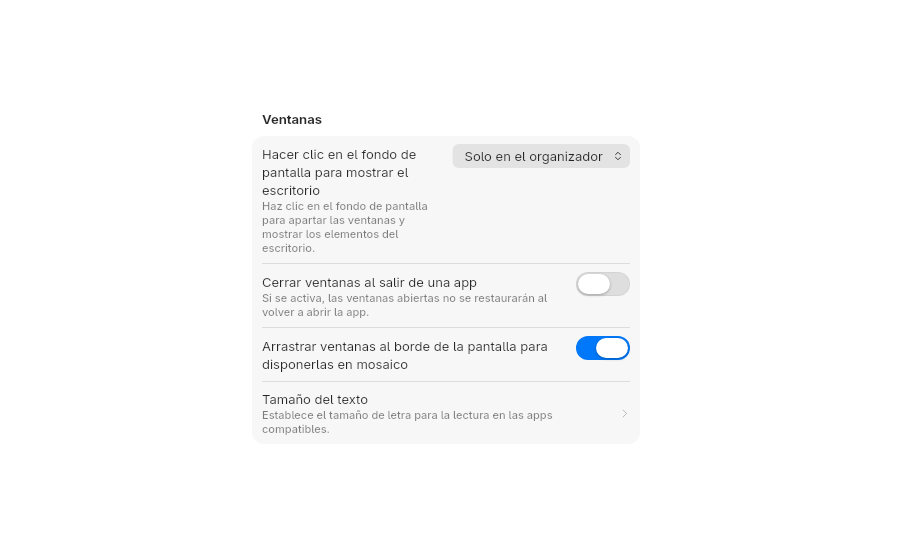 Ventanas
Hacer clic en el fondo de
pantalla para mostrar el
escritorio
Solo en el organizador
Haz clic en el fondo de pantalla
para apartar las ventanas y
mostrar los elementos del
escritorio.
Cerrar ventanas al salir de una app
Si se activa, las ventanas abiertas no se restaurarán al
volver a abrir la app.
Arrastrar ventanas al borde de la pantalla para
disponerlas en mosaico
Tamaño del texto
Establece el tamaño de letra para la lectura en las apps
compatibles.